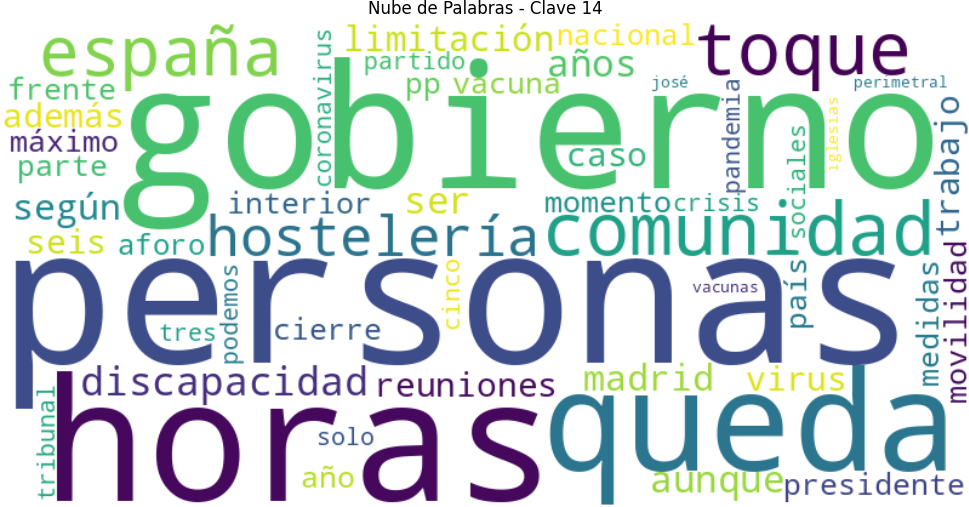 Nube de Palabras - Clave 14
españa
coronavirus
limitación
nacional
toque
partido
años
frente
pp
vacuna
josé
perimetral
gobierno
además
pandemia
iglesias
trabajo
máximo
caso
sociales
parte
según
interior
ser
momento
crisis
seis
aforo
hostelería
comunidad
personas
podemos
cinco
país
medidas
movilidad
vacunas
tres
cierre
discapacidad
reuniones
madrid
virus
horas
queda
tribunal
solo
año
aunque
presidente